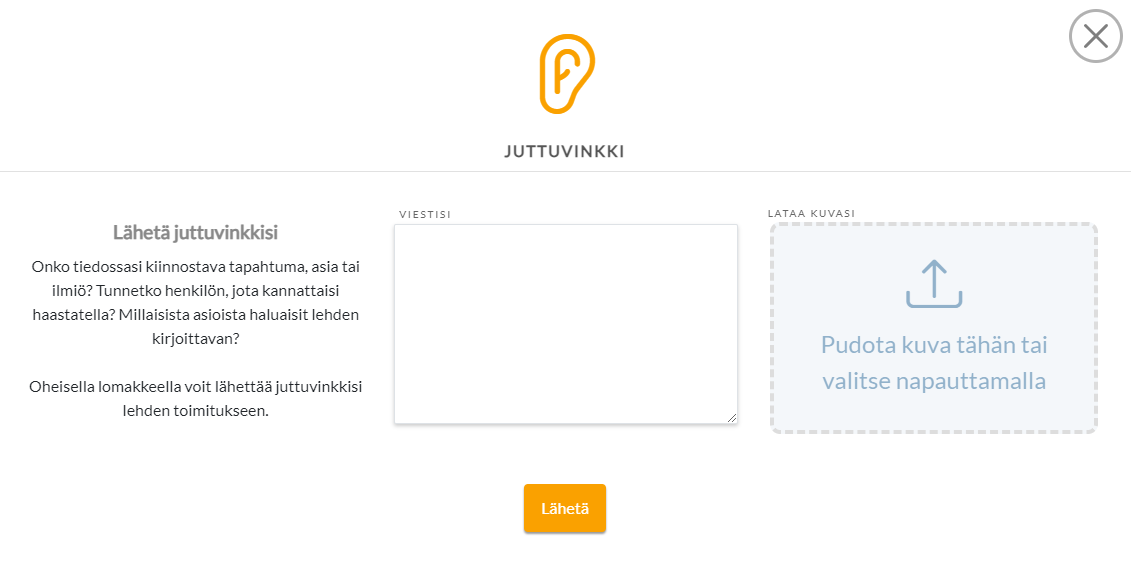 JUTTUVINKKI
Lähetä juttuvinkkisi
Onko tiedossasi kiinnostava tapahtuma, asia tai
ilmiö? Tunnetko henkilön, jota kannattaisi
haastatella? Millaisista asioista haluaisit lehden
kirjoittavan?
Oheisella lomakkeella voit lähettää juttuvinkkisi
lehden toimitukseen.
VIESTISI
LATAA KUVASI
Pudota kuva tähän tai
valitse napauttamalla
Lähetä